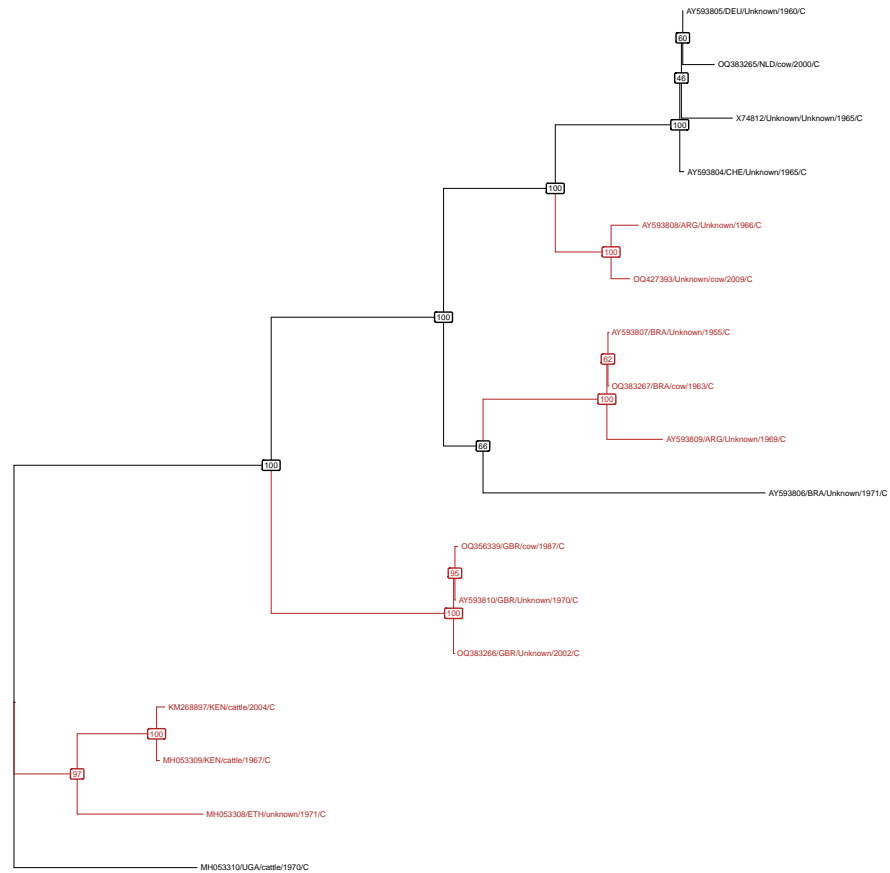 AY593805/DEU/Unknown/1960/C
60
OQ383265/NLD/cow/2000/C
46
X74812/Unknown/Unknown/1965/C
100
AY593804/CHE/Unknown/1965/C
100
AY593808/ARG/Unknown/1966/C
100
OQ427393/Unknown/cow/2009/C
100
AY593807/BRA/Unknown/1955/C
62
OQ383267/BRA/cow/1963/C
100
AY593809/ARG/Unknown/1969/C
66
100
AY593806/BRA/Unknown/1971/C
OQ356339/GBR/cow/1987/C
95
AY593810/GBR/Unknown/1970/C
100
OQ383266/GBR/Unknown/2002/C
KM268897/KEN/cattle/2004/C
100
MH053309/KEN/cattle/1967/C
97
MH053308/ETH/unknown/1971/C
MH053310/UGA/cattle/1970/C